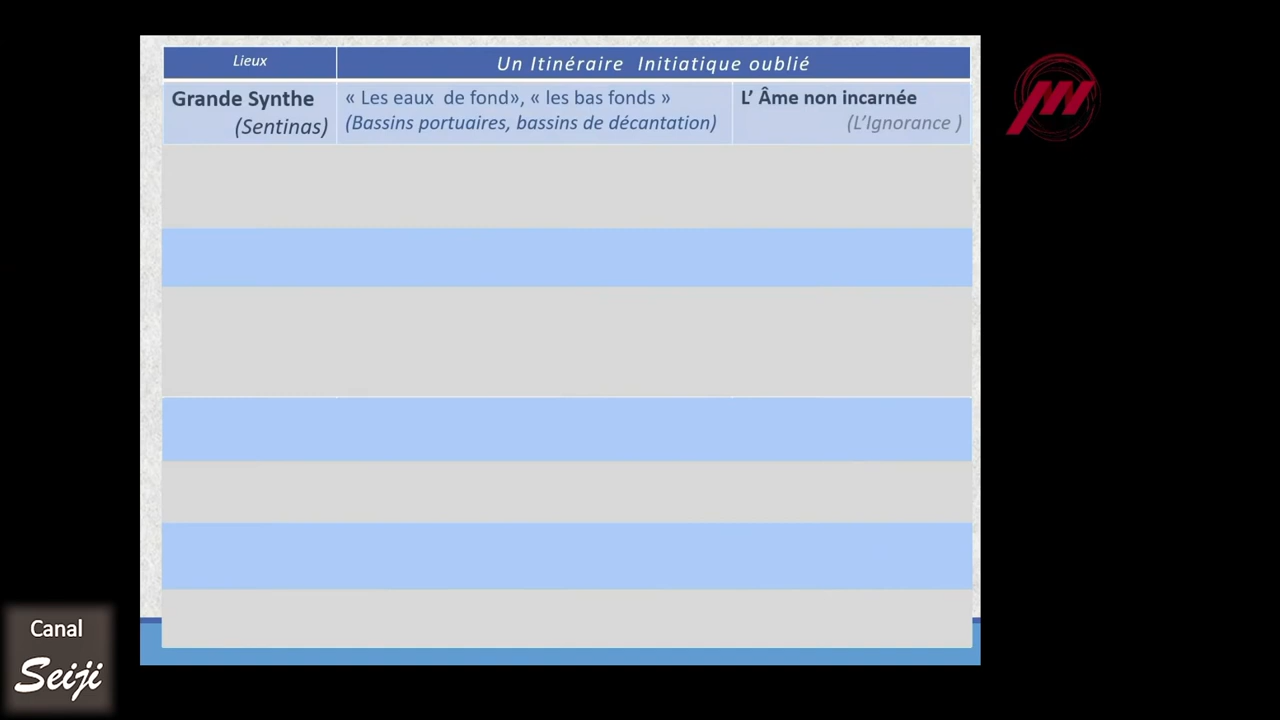 Lieux
Un Itinéraire Initiatique oublié
Grande Synthe
(Sentinas)
« Les eaux de fond», « les bas fonds »
(Bassins portuaires, bassins de décantation)
L’ Âme non incarnée
(L’Ignorance )
Canal
Seiji